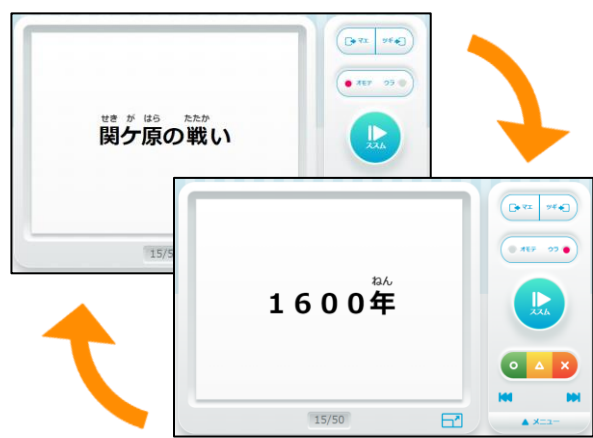 せき が はら たたか
関ケ原の戦い
マエ ツギ
オモテ ウラ
ススム
15/5
ねん
1600年
マエ ツギ
オモテ ウラ
ススム
15/50
▲ メニュー